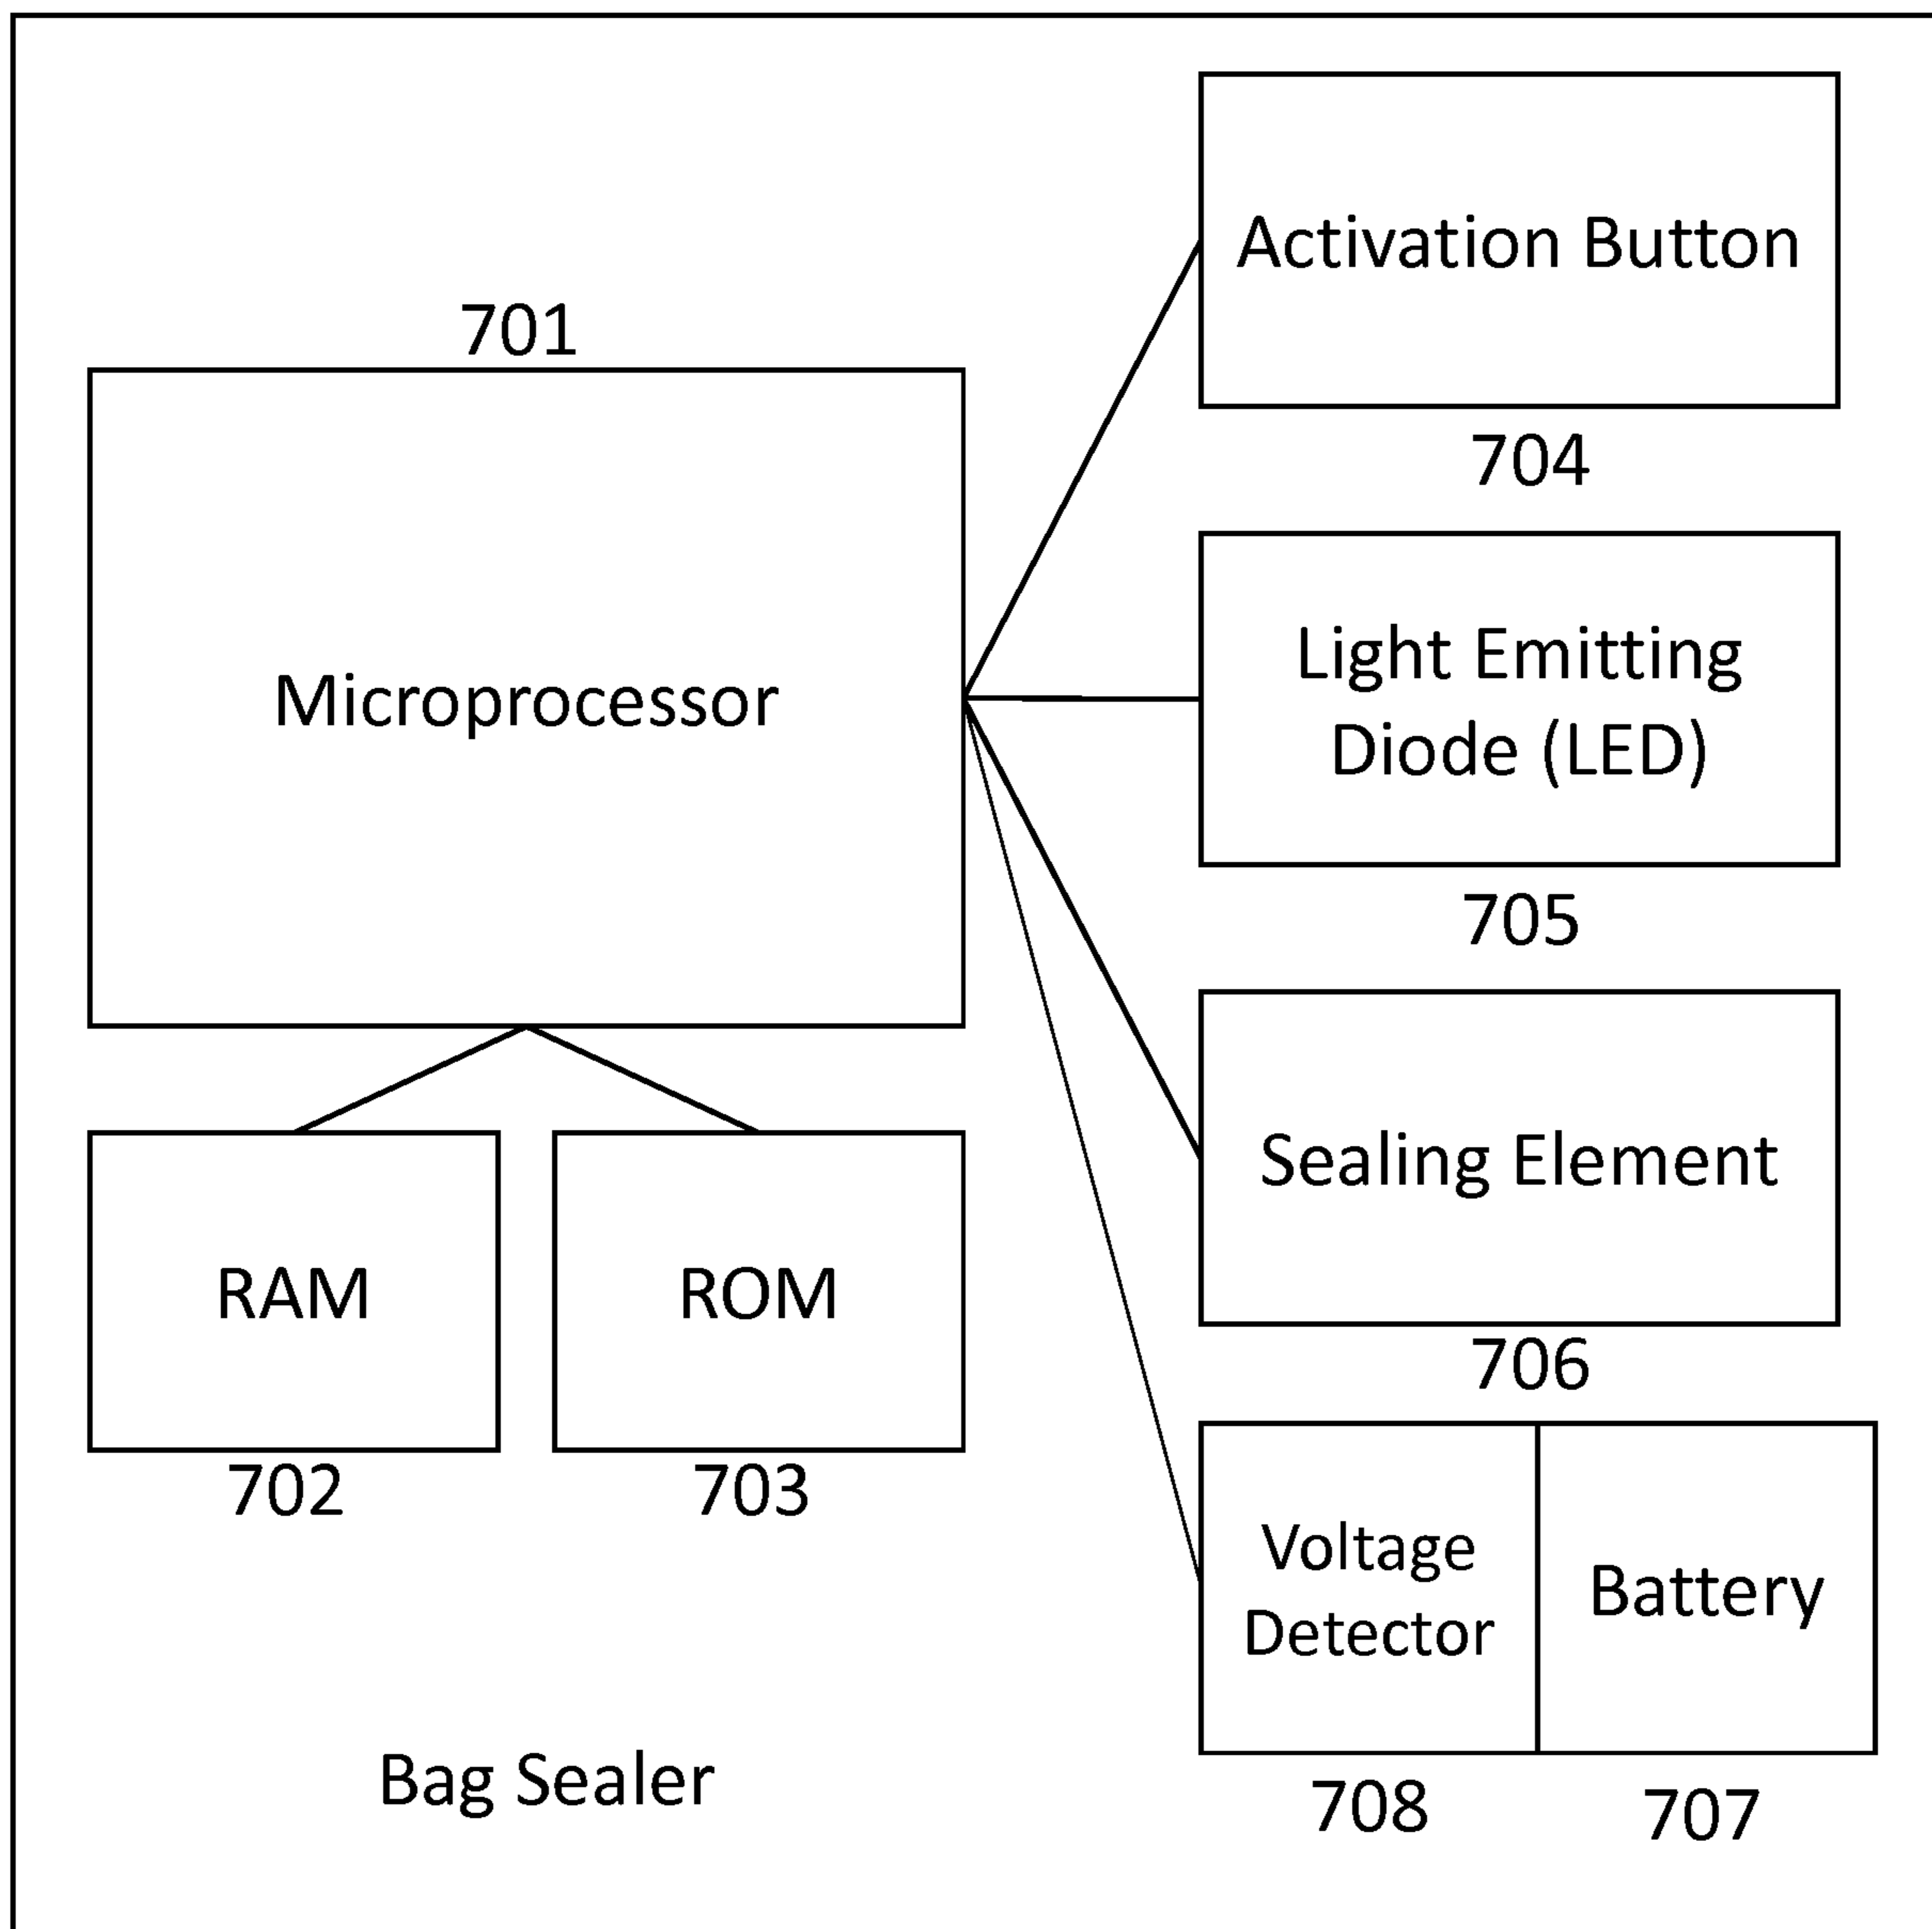 701
Microprocessor
RAM
702
ROM
703
Bag Sealer
Activation Button
704
Light Emitting
Diode (LED)
705
Sealing Element
706
Voltage
Detector
708
Battery
707